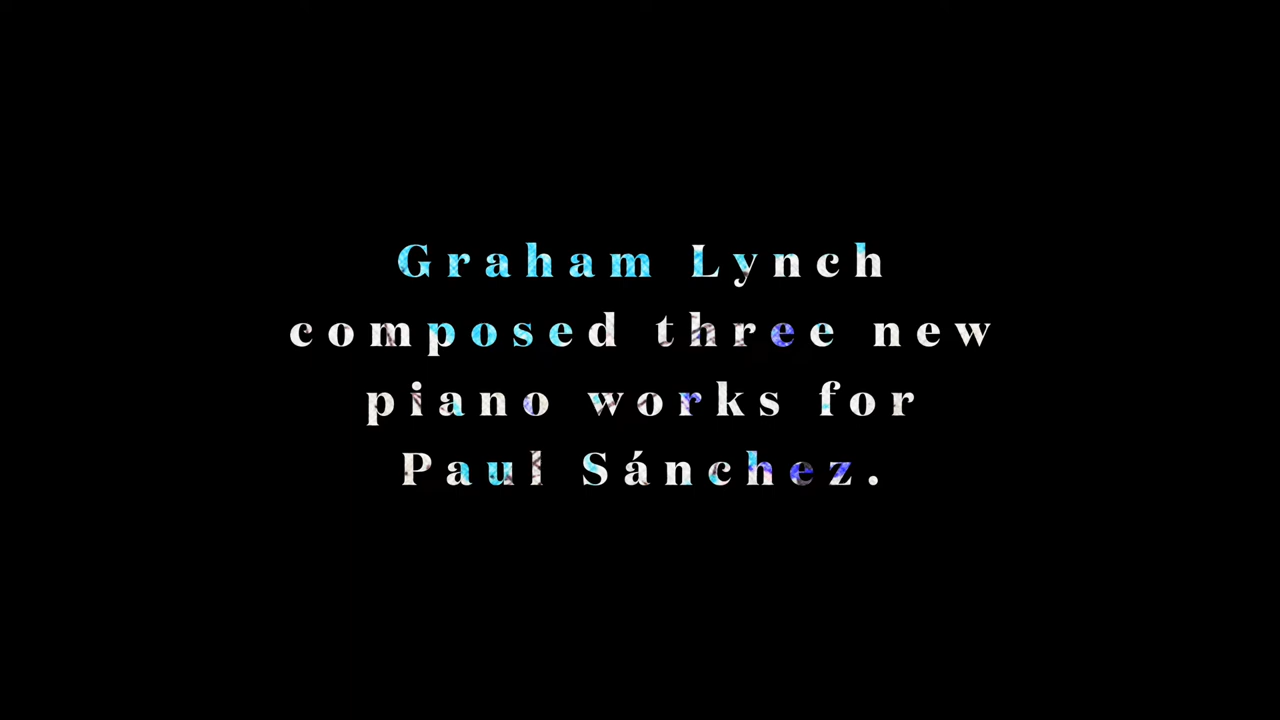 Graham Lynch
composed three new
piano works for
Paul Sánchez.